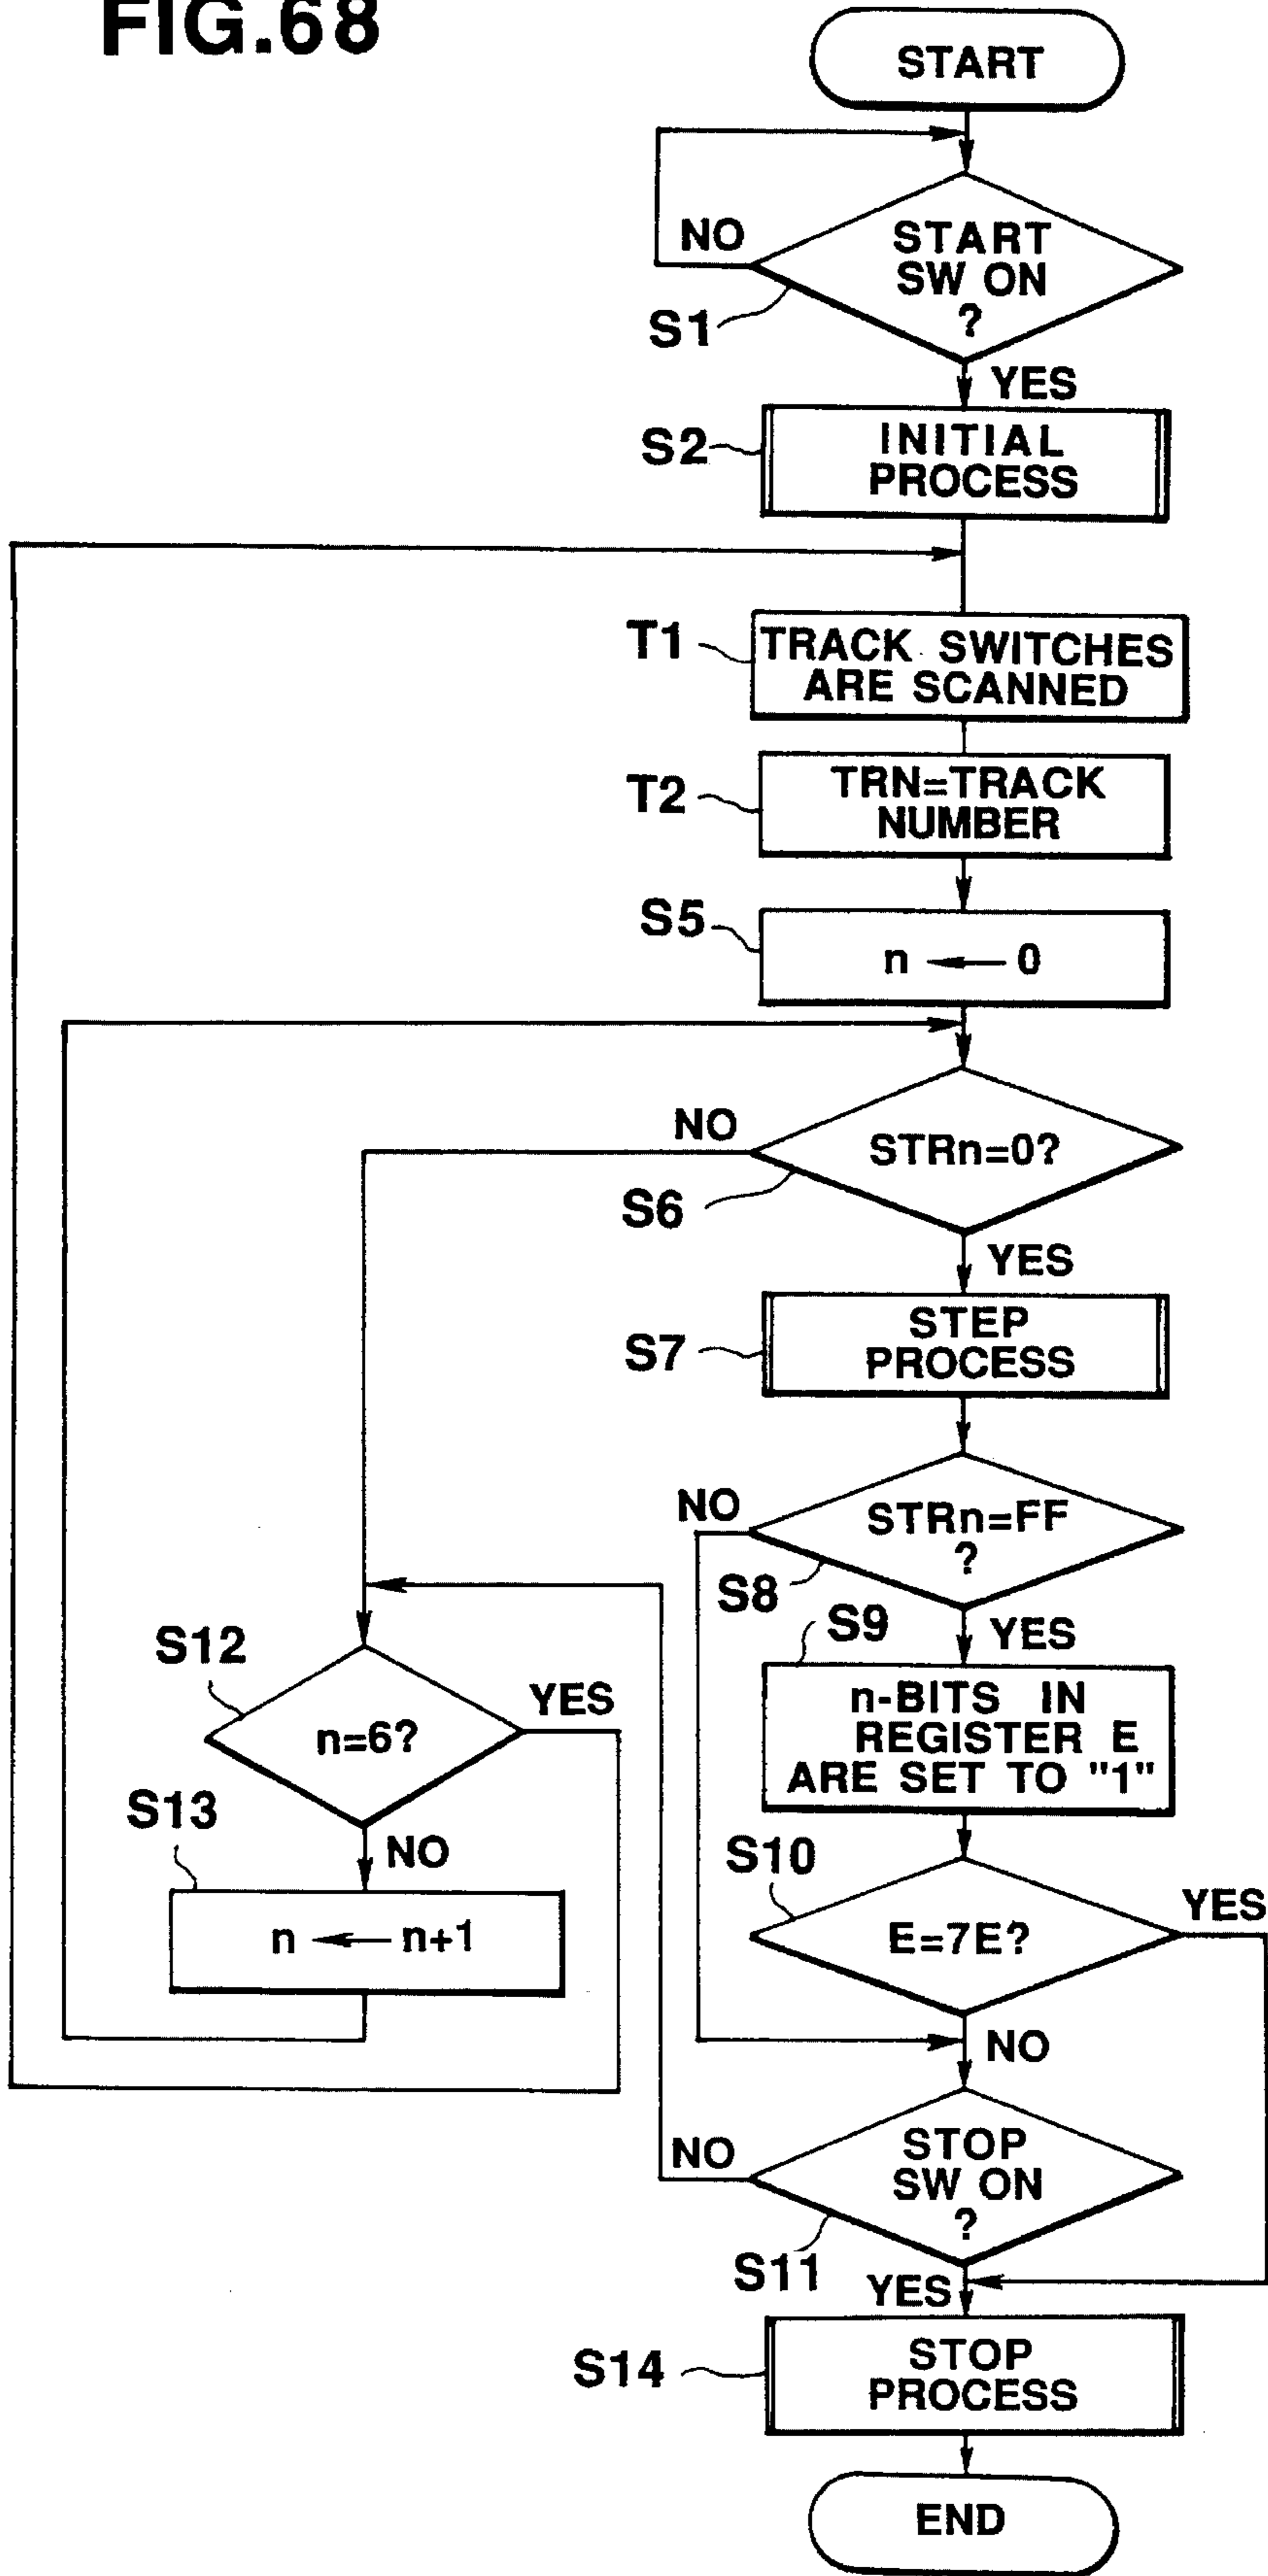 FIG.68
START
NO
START
SW ON
?
S1
YES
S2
INITIAL
PROCESS
T1
TRACK SWITCHES
ARE SCANNED
T2
TRN=TRACK
NUMBER
S5
n ← 0
NO
STRn=0?
S6
YES
S7
STEP
PROCESS
NO
STRn=FF
?
S8
YES
S9
n-BITS IN
REGISTER E
ARE SET TO "1"
S12
n=6?
YES
S13
NO
n ← n+1
S10
E=7E?
YES
NO
NO
STOP
SW ON
?
S11
YES
S14
STOP
PROCESS
END